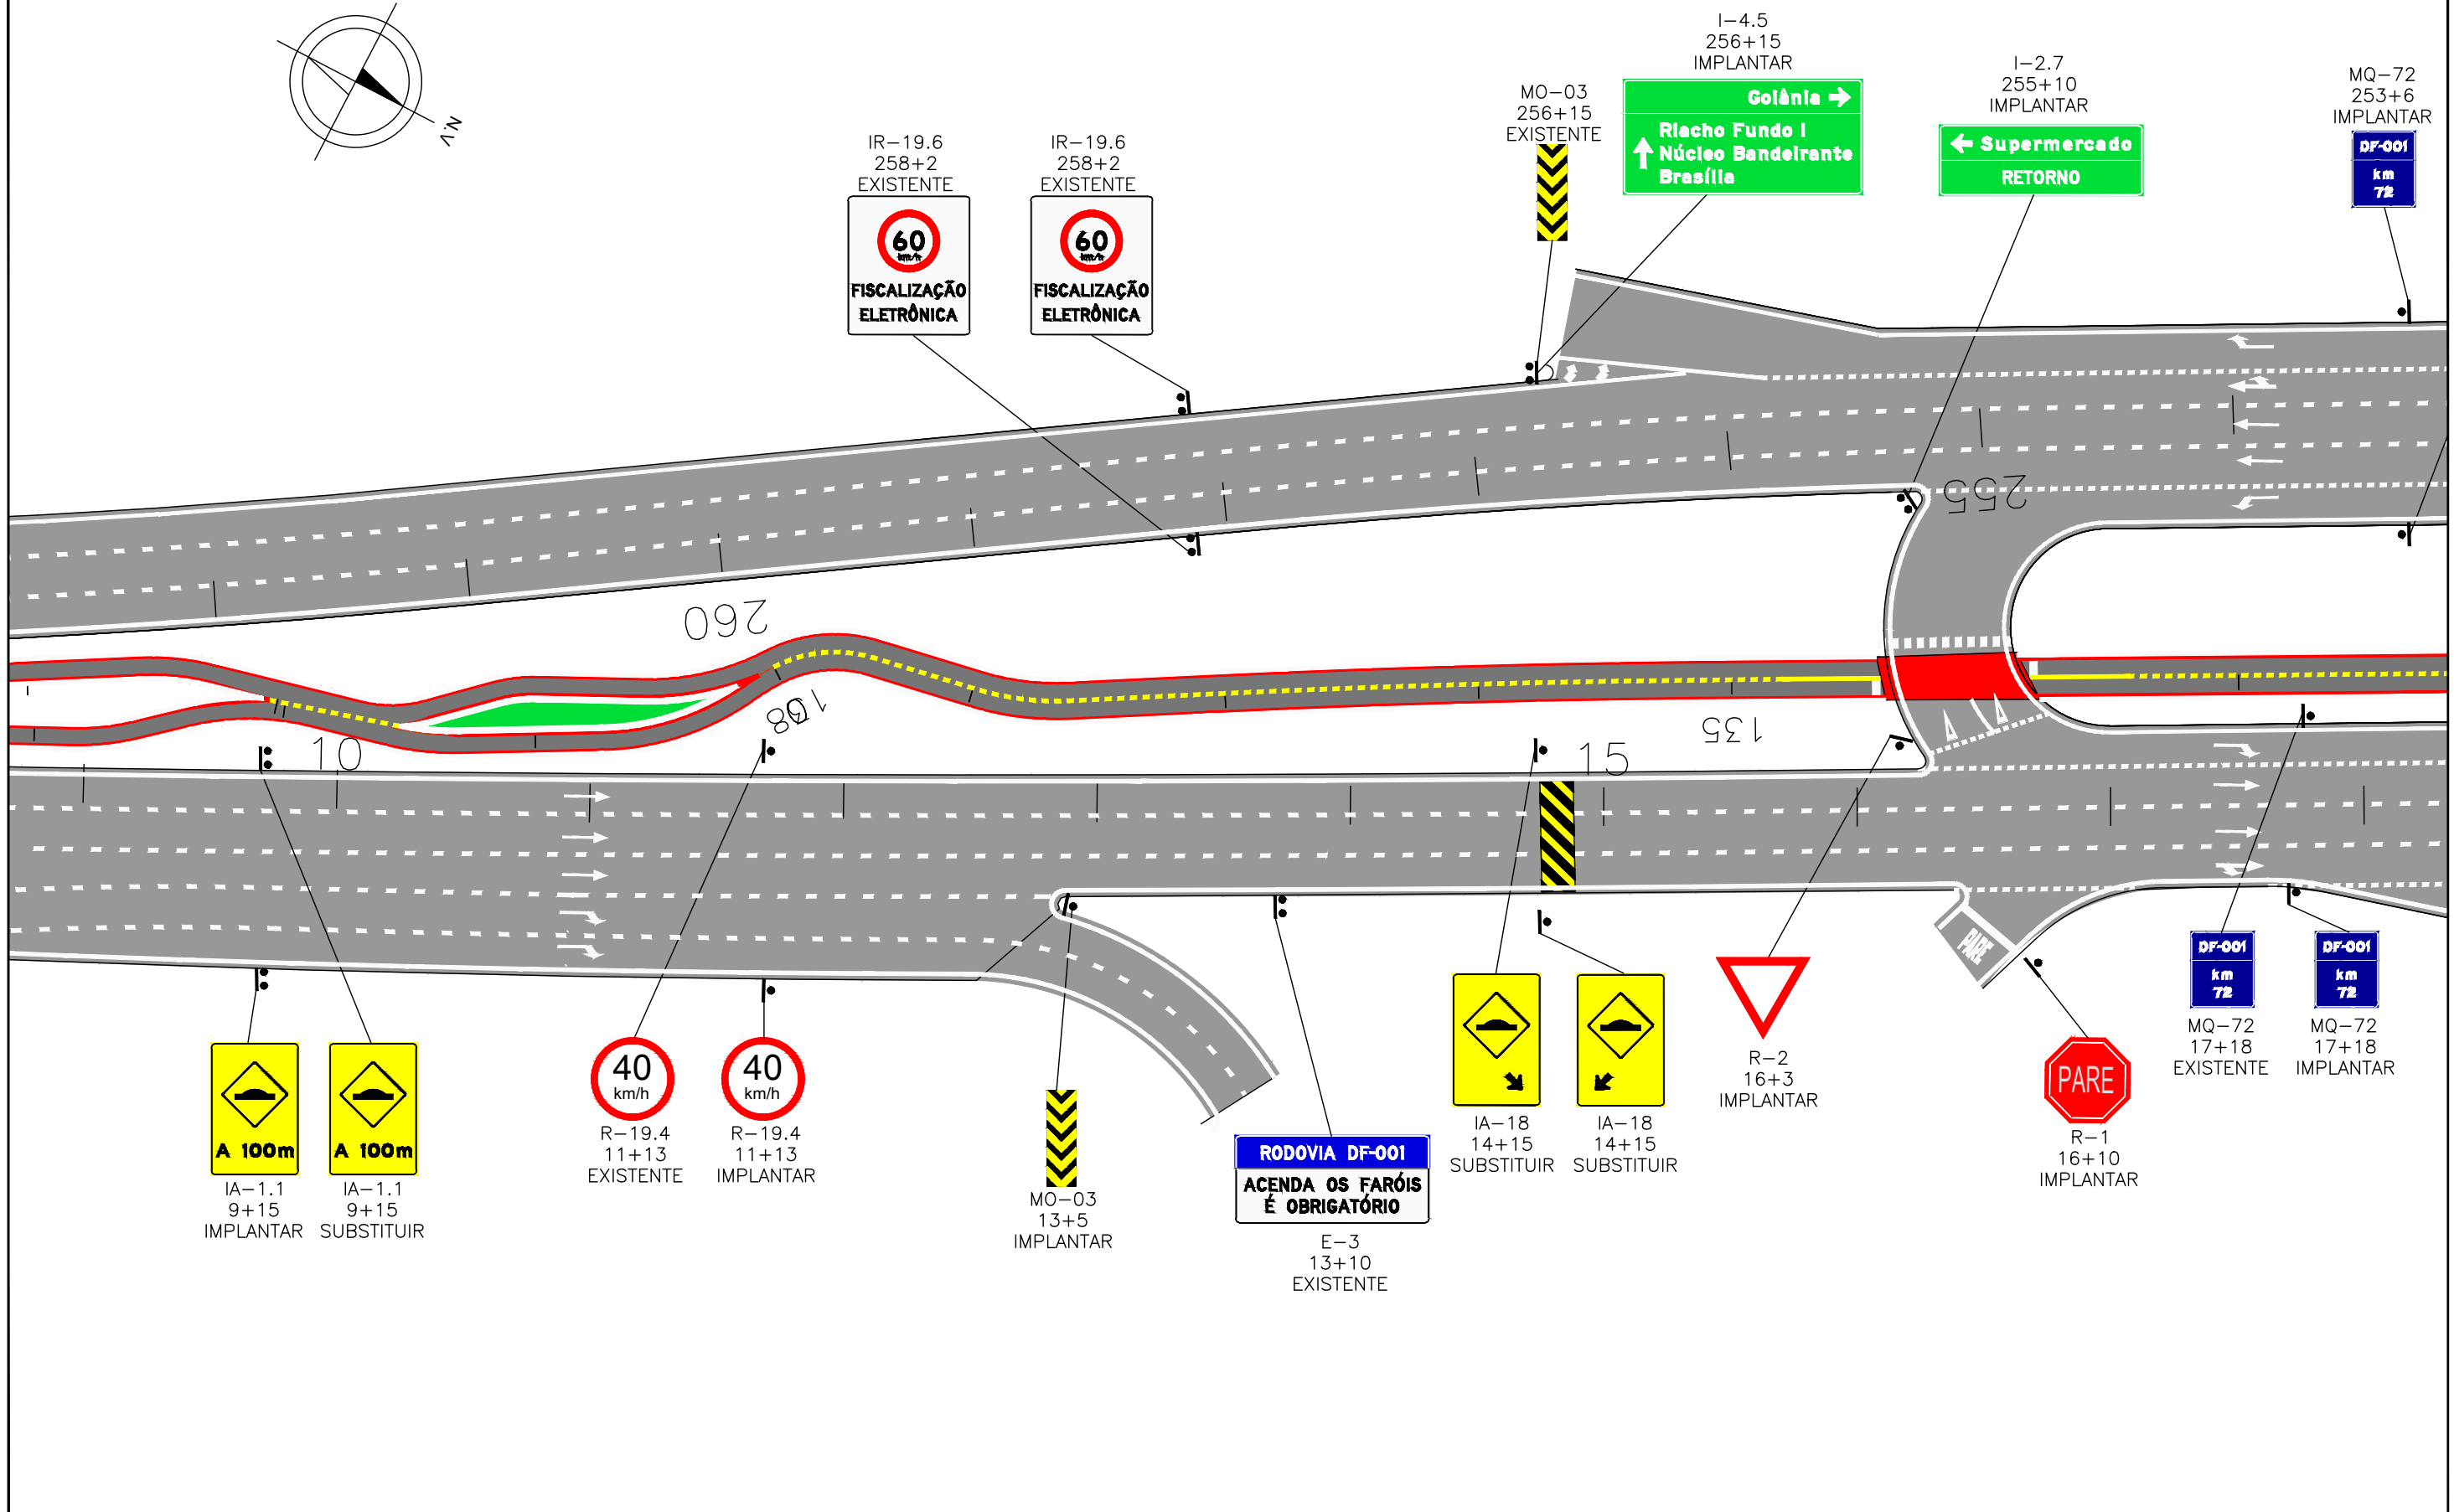 N.V
IR-19.6
258+2
EXISTENTE
60
km/h
FISCALIZAÇÃO
ELETRÔNICA
IR-19.6
258+2
EXISTENTE
60
km/h
FISCALIZAÇÃO
ELETRÔNICA
MO-03
256+15
EXISTENTE
I-4.5
256+15
IMPLANTAR
Goiânia
Riacho Fundo I
Núcleo Bandeirante
Brasília
I-2.7
255+10
IMPLANTAR
Supermercado
RETORNO
MQ-72
253+6
IMPLANTAR
DF-001
km
72
255
260
135
10
15
PARE
A 100m
IA-1.1
9+15
IMPLANTAR
A 100m
IA-1.1
9+15
SUBSTITUIR
40
km/h
R-19.4
11+13
EXISTENTE
40
km/h
R-19.4
11+13
IMPLANTAR
MO-03
13+5
IMPLANTAR
RODOVIA DF-001
ACENDA OS FARÓIS
É OBRIGATÓRIO
E-3
13+10
EXISTENTE
IA-18
14+15
SUBSTITUIR
IA-18
14+15
SUBSTITUIR
R-2
16+3
IMPLANTAR
PARE
R-1
16+10
IMPLANTAR
DF-001
km
72
MQ-72
17+18
EXISTENTE
DF-001
km
72
MQ-72
17+18
IMPLANTAR